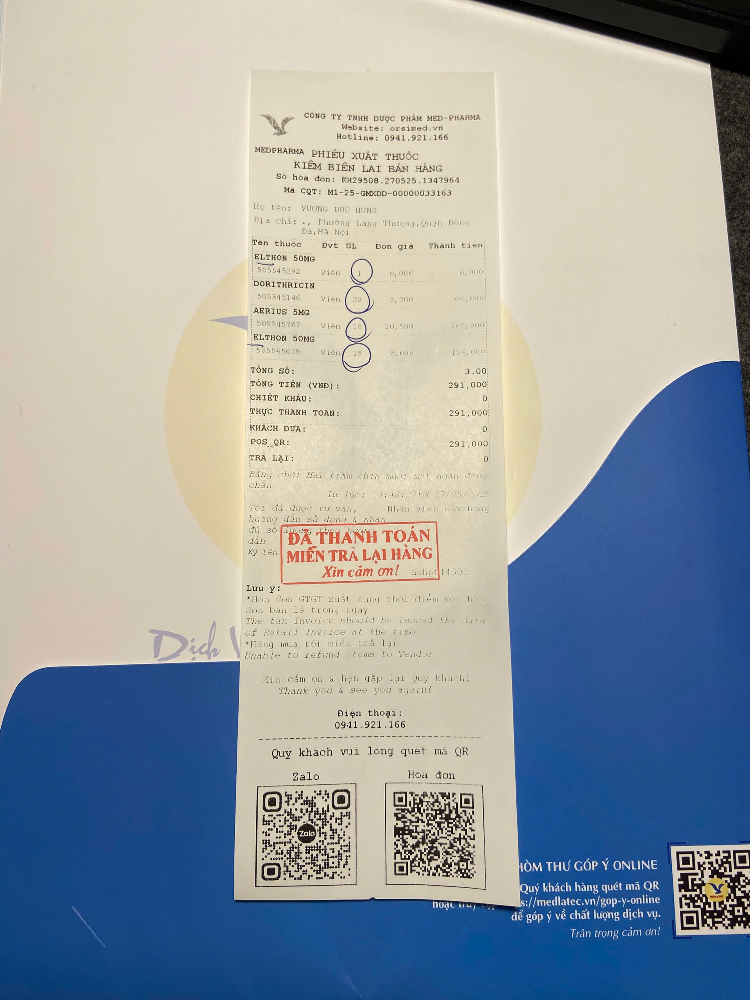 CÔNG TY TNHH DƯỢC PHẨM MED-PHARMA
Website: orsimed.vn
Hotline: 0941.921.166
MEDPHARMA PHIẾU XUẤT THUỐC
KIÊM BIÊN LAI BÁN HÀNG
Số hóa đơn: KH29508.270525.1347964
Mã CQT: M1-25-GMXDD-00000033163
Họ tên: VƯƠNG ĐỨC HÙNG
Địa chỉ: ., Phường Láng Thượng,Quận Đống
Đa,Hà Nội
Tên thuốc Đvt SL Đơn giá Thành tiền
ELTHON 50MG
505545292 Viên 1 6,000 6,000
DORITHRICIN
505545146 Viên 20 3,300 66,000
AERIUS 5MG
505545787 Viên 10 10,500 105,000
ELTHON 50MG
505545639 Viên 19 6,000 114,000
TỔNG SỐ: 3.00
TỔNG TIỀN (VNĐ): 291,000
CHIẾT KHẤU: 0
THỰC THANH TOÁN: 291,000
KHÁCH ĐƯA: 0
POS_QR: 291,000
TRẢ LẠI: 0
Bằng chữ: Hai trăm chín mươi mốt ngàn đồng
chẵn
In lúc: 3:48:27PM 27/05/2025
Tôi đã được tư vấn, Nhân viên bán hàng
hướng dẫn sử dụng & nhận
đủ số lượng theo hướng
dẫn
Ký tên
ĐÃ THANH TOÁN
MIỄN TRẢ LẠI HÀNG
Xin cảm ơn!
anhpt14302
Lưu ý:
*Hóa đơn GTGT xuất cùng thời điểm với hóa
đơn bán lẻ trong ngày
The tax Invoice should be issued the data
of Retail Invoice at the time
*Hàng mua rồi miễn trả lại
Unable to refund items to Vendor
Xin cảm ơn & hẹn gặp lại Quý khách!
Thank you & see you again!
Điện thoại:
0941.921.166
Quý khách vui lòng quét mã QR
Zalo Hóa đơn
Zalo
Dịch
HÒM THƯ GÓP Ý ONLINE
Quý khách hàng quét mã QR
hoặc truy cập s://medlatec.vn/gop-y-online
để góp ý về chất lượng dịch vụ.
Trân trọng cảm ơn!
MEDLATEC